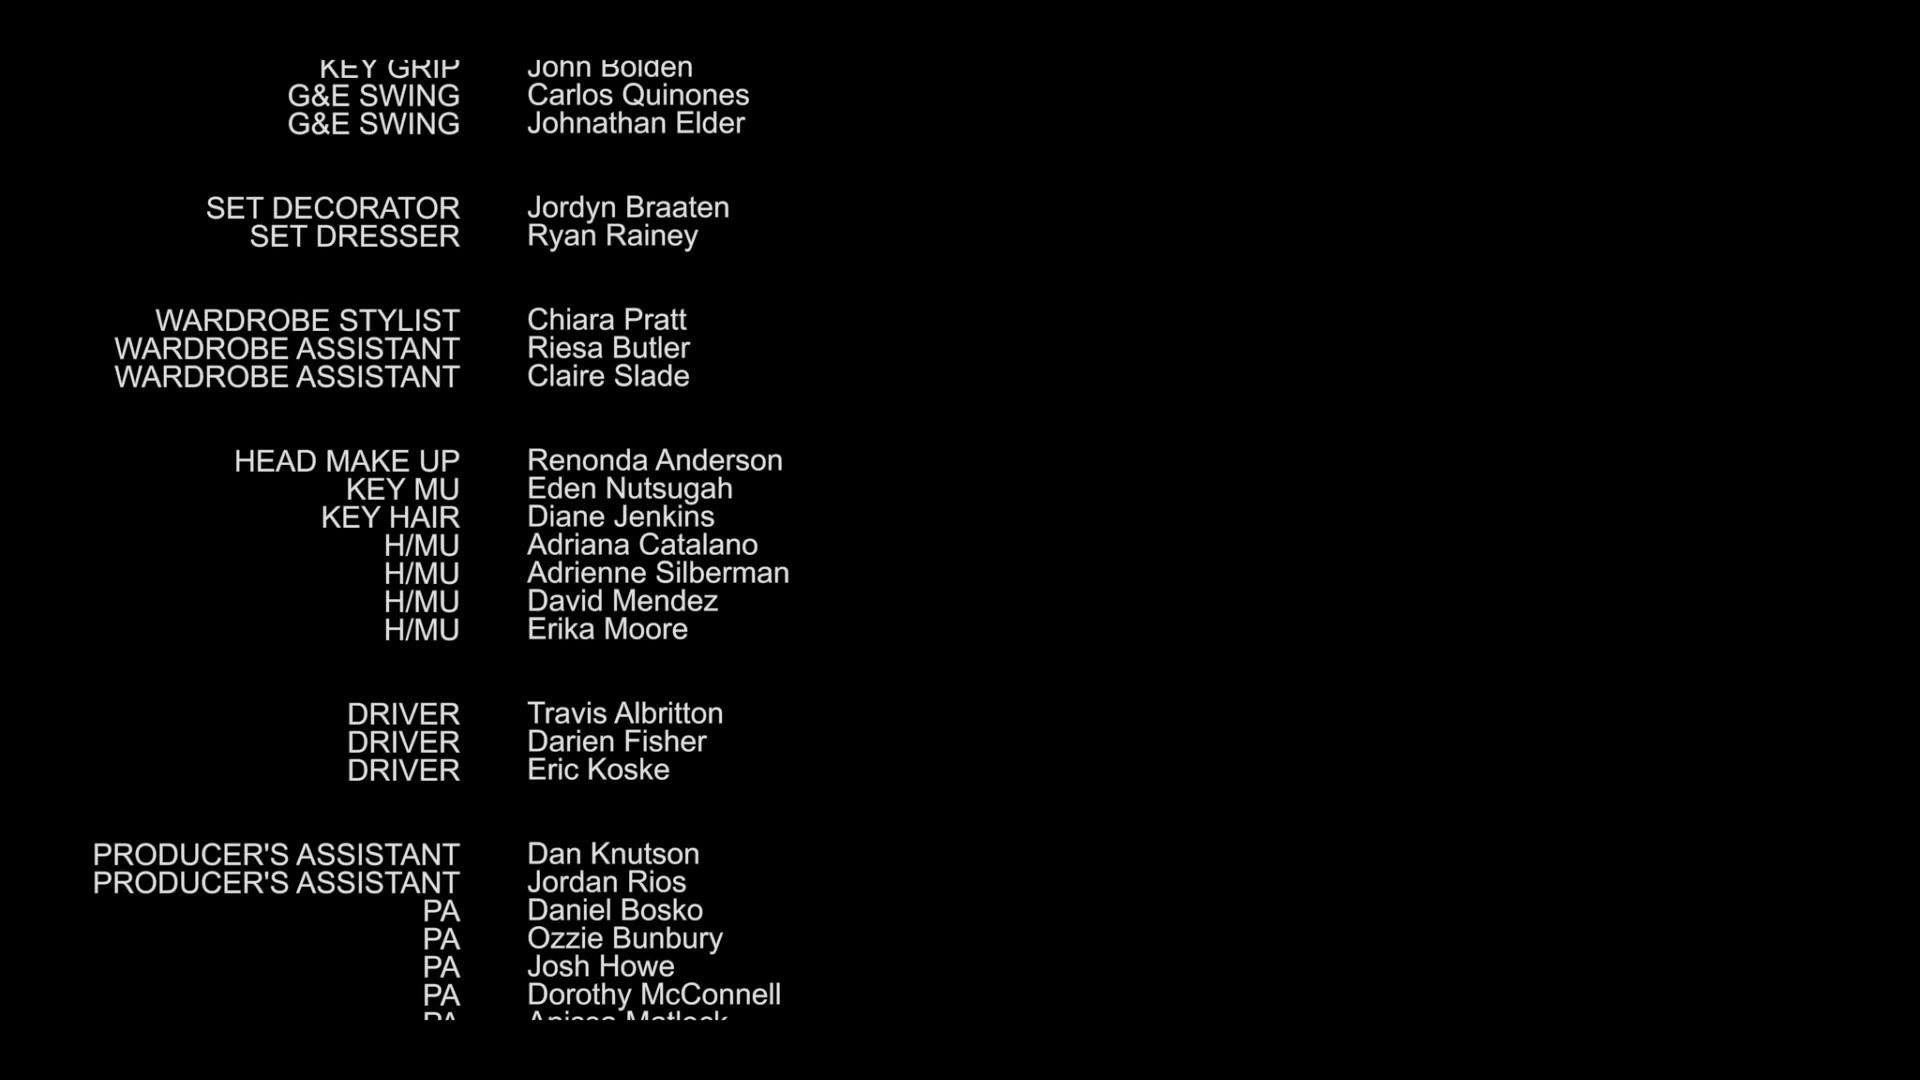 KEY GRIP John Bolden
G&E SWING Carlos Quinones
G&E SWING Johnathan Elder
SET DECORATOR Jordyn Braaten
SET DRESSER Ryan Rainey
WARDROBE STYLIST Chiara Pratt
WARDROBE ASSISTANT Riesa Butler
WARDROBE ASSISTANT Claire Slade
HEAD MAKE UP Renonda Anderson
KEY MU Eden Nutsugah
KEY HAIR Diane Jenkins
H/MU Adriana Catalano
H/MU Adrienne Silberman
H/MU David Mendez
H/MU Erika Moore
DRIVER Travis Albritton
DRIVER Darien Fisher
DRIVER Eric Koske
PRODUCER'S ASSISTANT Dan Knutson
PRODUCER'S ASSISTANT Jordan Rios
PA Daniel Bosko
PA Ozzie Bunbury
PA Josh Howe
PA Dorothy McConnell
PA